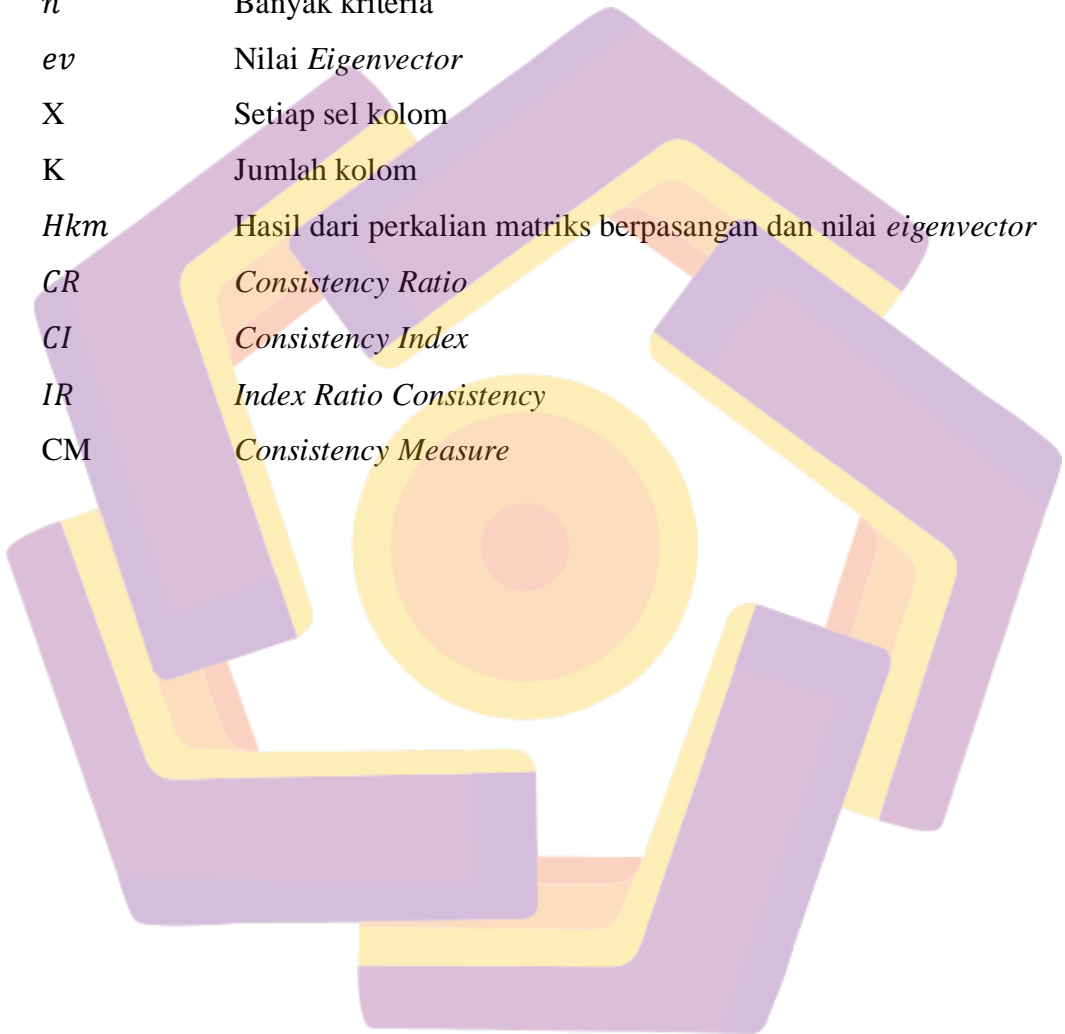 n Banyak kriteria
ev Nilai Eigenvector
X Setiap sel kolom
K Jumlah kolom
Hkm Hasil dari perkalian matriks berpasangan dan nilai eigenvector
CR Consistency Ratio
CI Consistency Index
IR Index Ratio Consistency
CM Consistency Measure